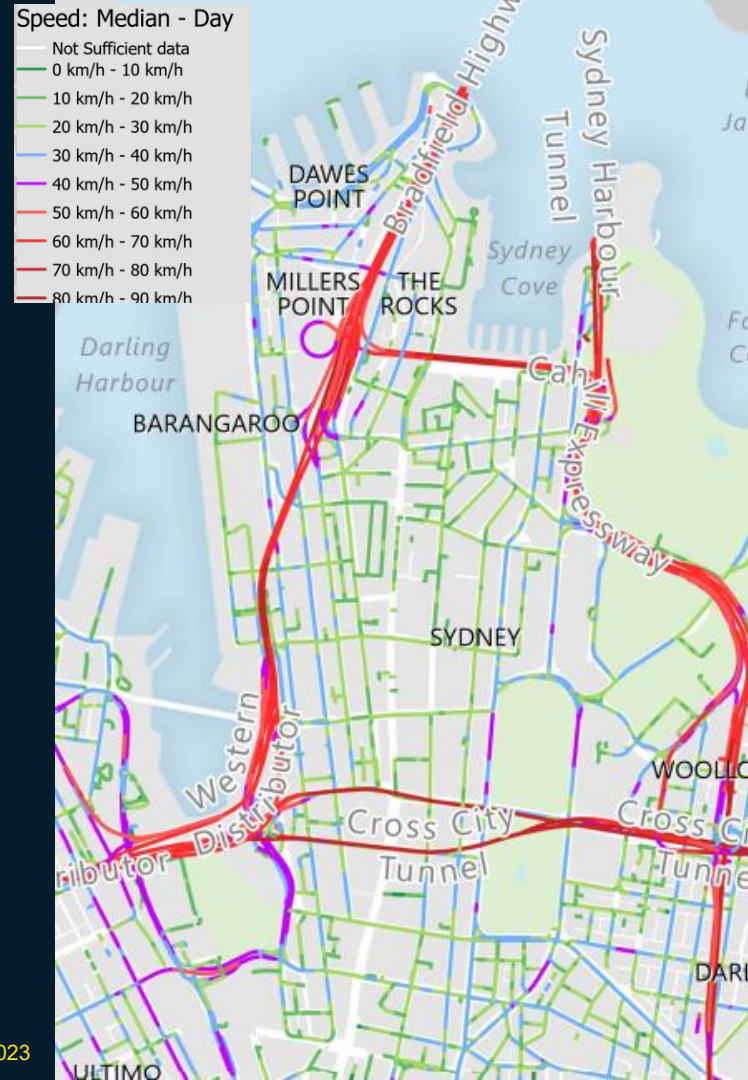 Speed: Median - Day
Not Sufficient data
0 km/h - 10 km/h
10 km/h - 20 km/h
20 km/h - 30 km/h
30 km/h - 40 km/h
40 km/h - 50 km/h
50 km/h - 60 km/h
60 km/h - 70 km/h
70 km/h - 80 km/h
80 km/h - 90 km/h
Bradfield Highw
Sydney Harbour
Tunnel
Ja
DAWES
POINT
Sydney
Cove
MILLERS
POINT
THE
ROCKS
Darling
Harbour
Cahill Expressway
BARANGAROO
SYDNEY
Western
Distributor
WOOLLO
Cross City
Tunnel
Cross Ci
Tunne
ributor
DARL
023
ULTIMO